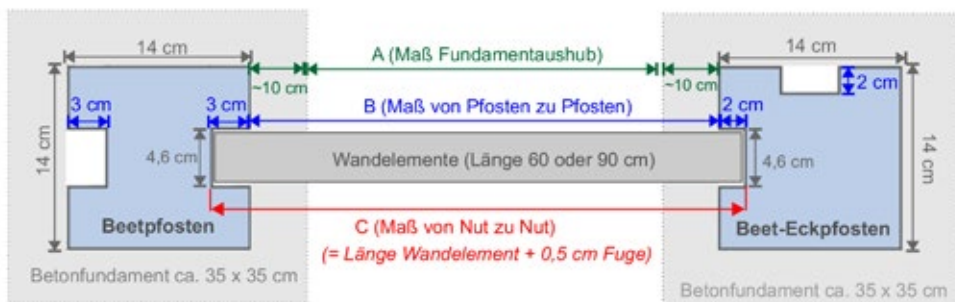 14 cm
A (Maß Fundamentaushub)
14 cm
~10 cm
~10 cm
3 cm
3 cm
B (Maß von Pfosten zu Pfosten)
2 cm
2 cm
14 cm
4,6 cm
Wandelemente (Länge 60 oder 90 cm)
4,6 cm
14 cm
Beetpfosten
C (Maß von Nut zu Nut)
(= Länge Wandelement + 0,5 cm Fuge)
Beet-Eckpfosten
Betonfundament ca. 35 x 35 cm
Betonfundament ca. 35 x 35 cm